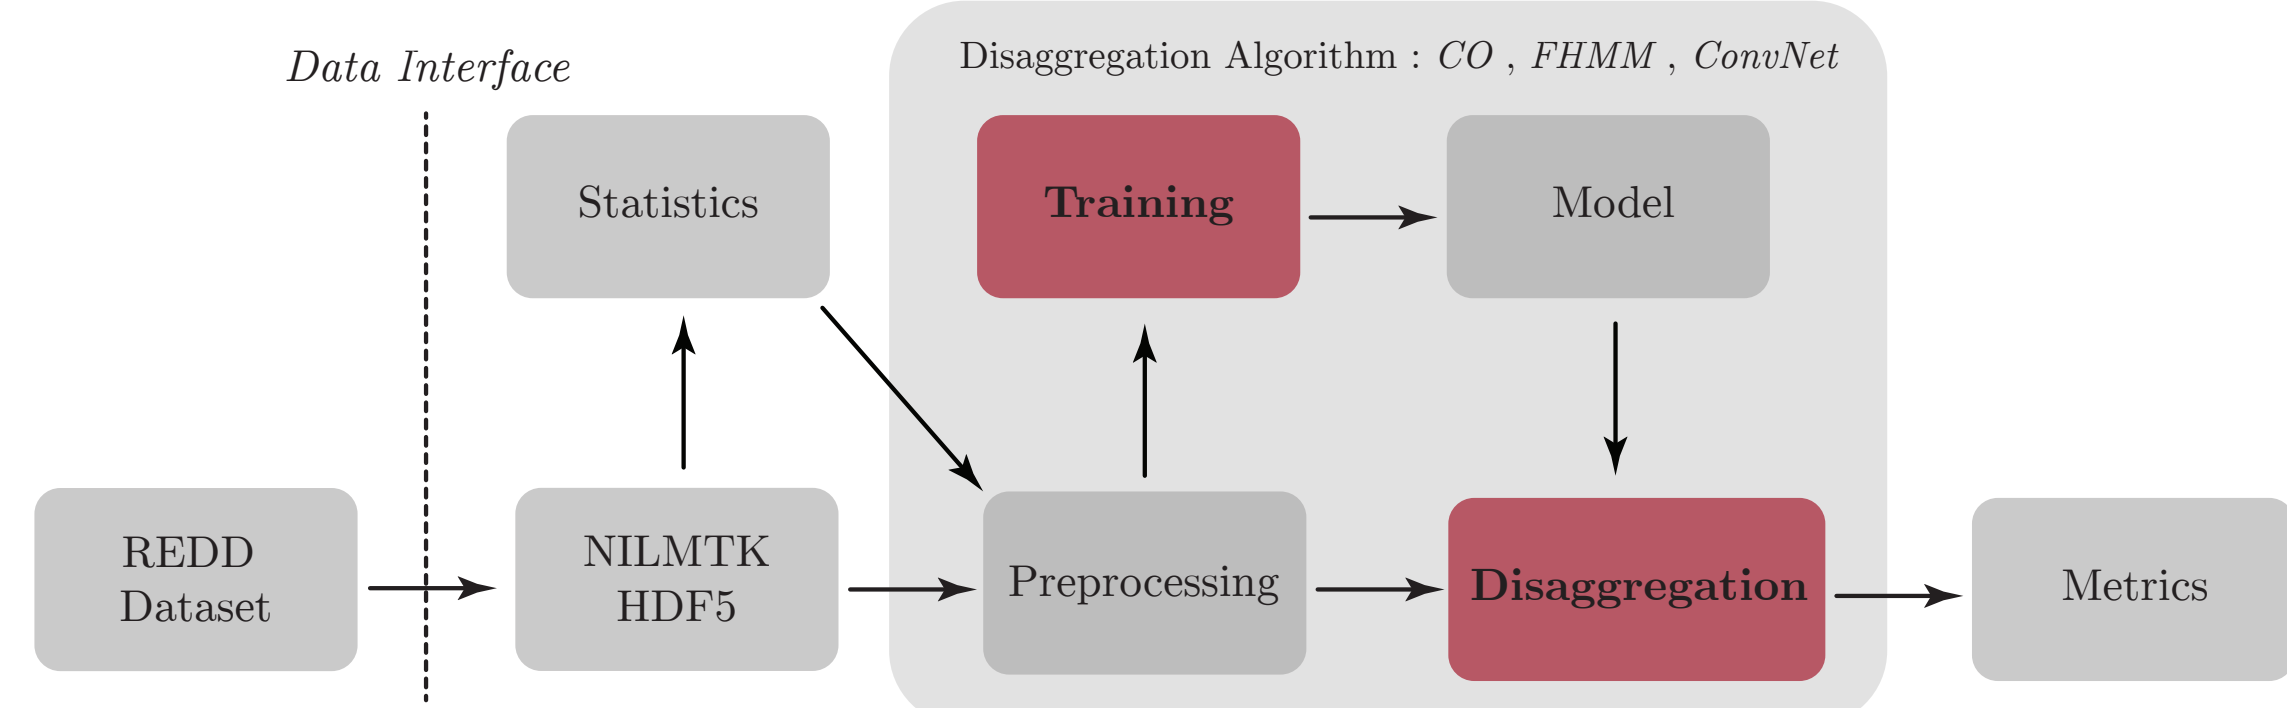 Data Interface
Disaggregation Algorithm : CO , FHMM , ConvNet
Statistics
Training
Model
REDD
Dataset
NILMTK
HDF5
Preprocessing
Disaggregation
Metrics